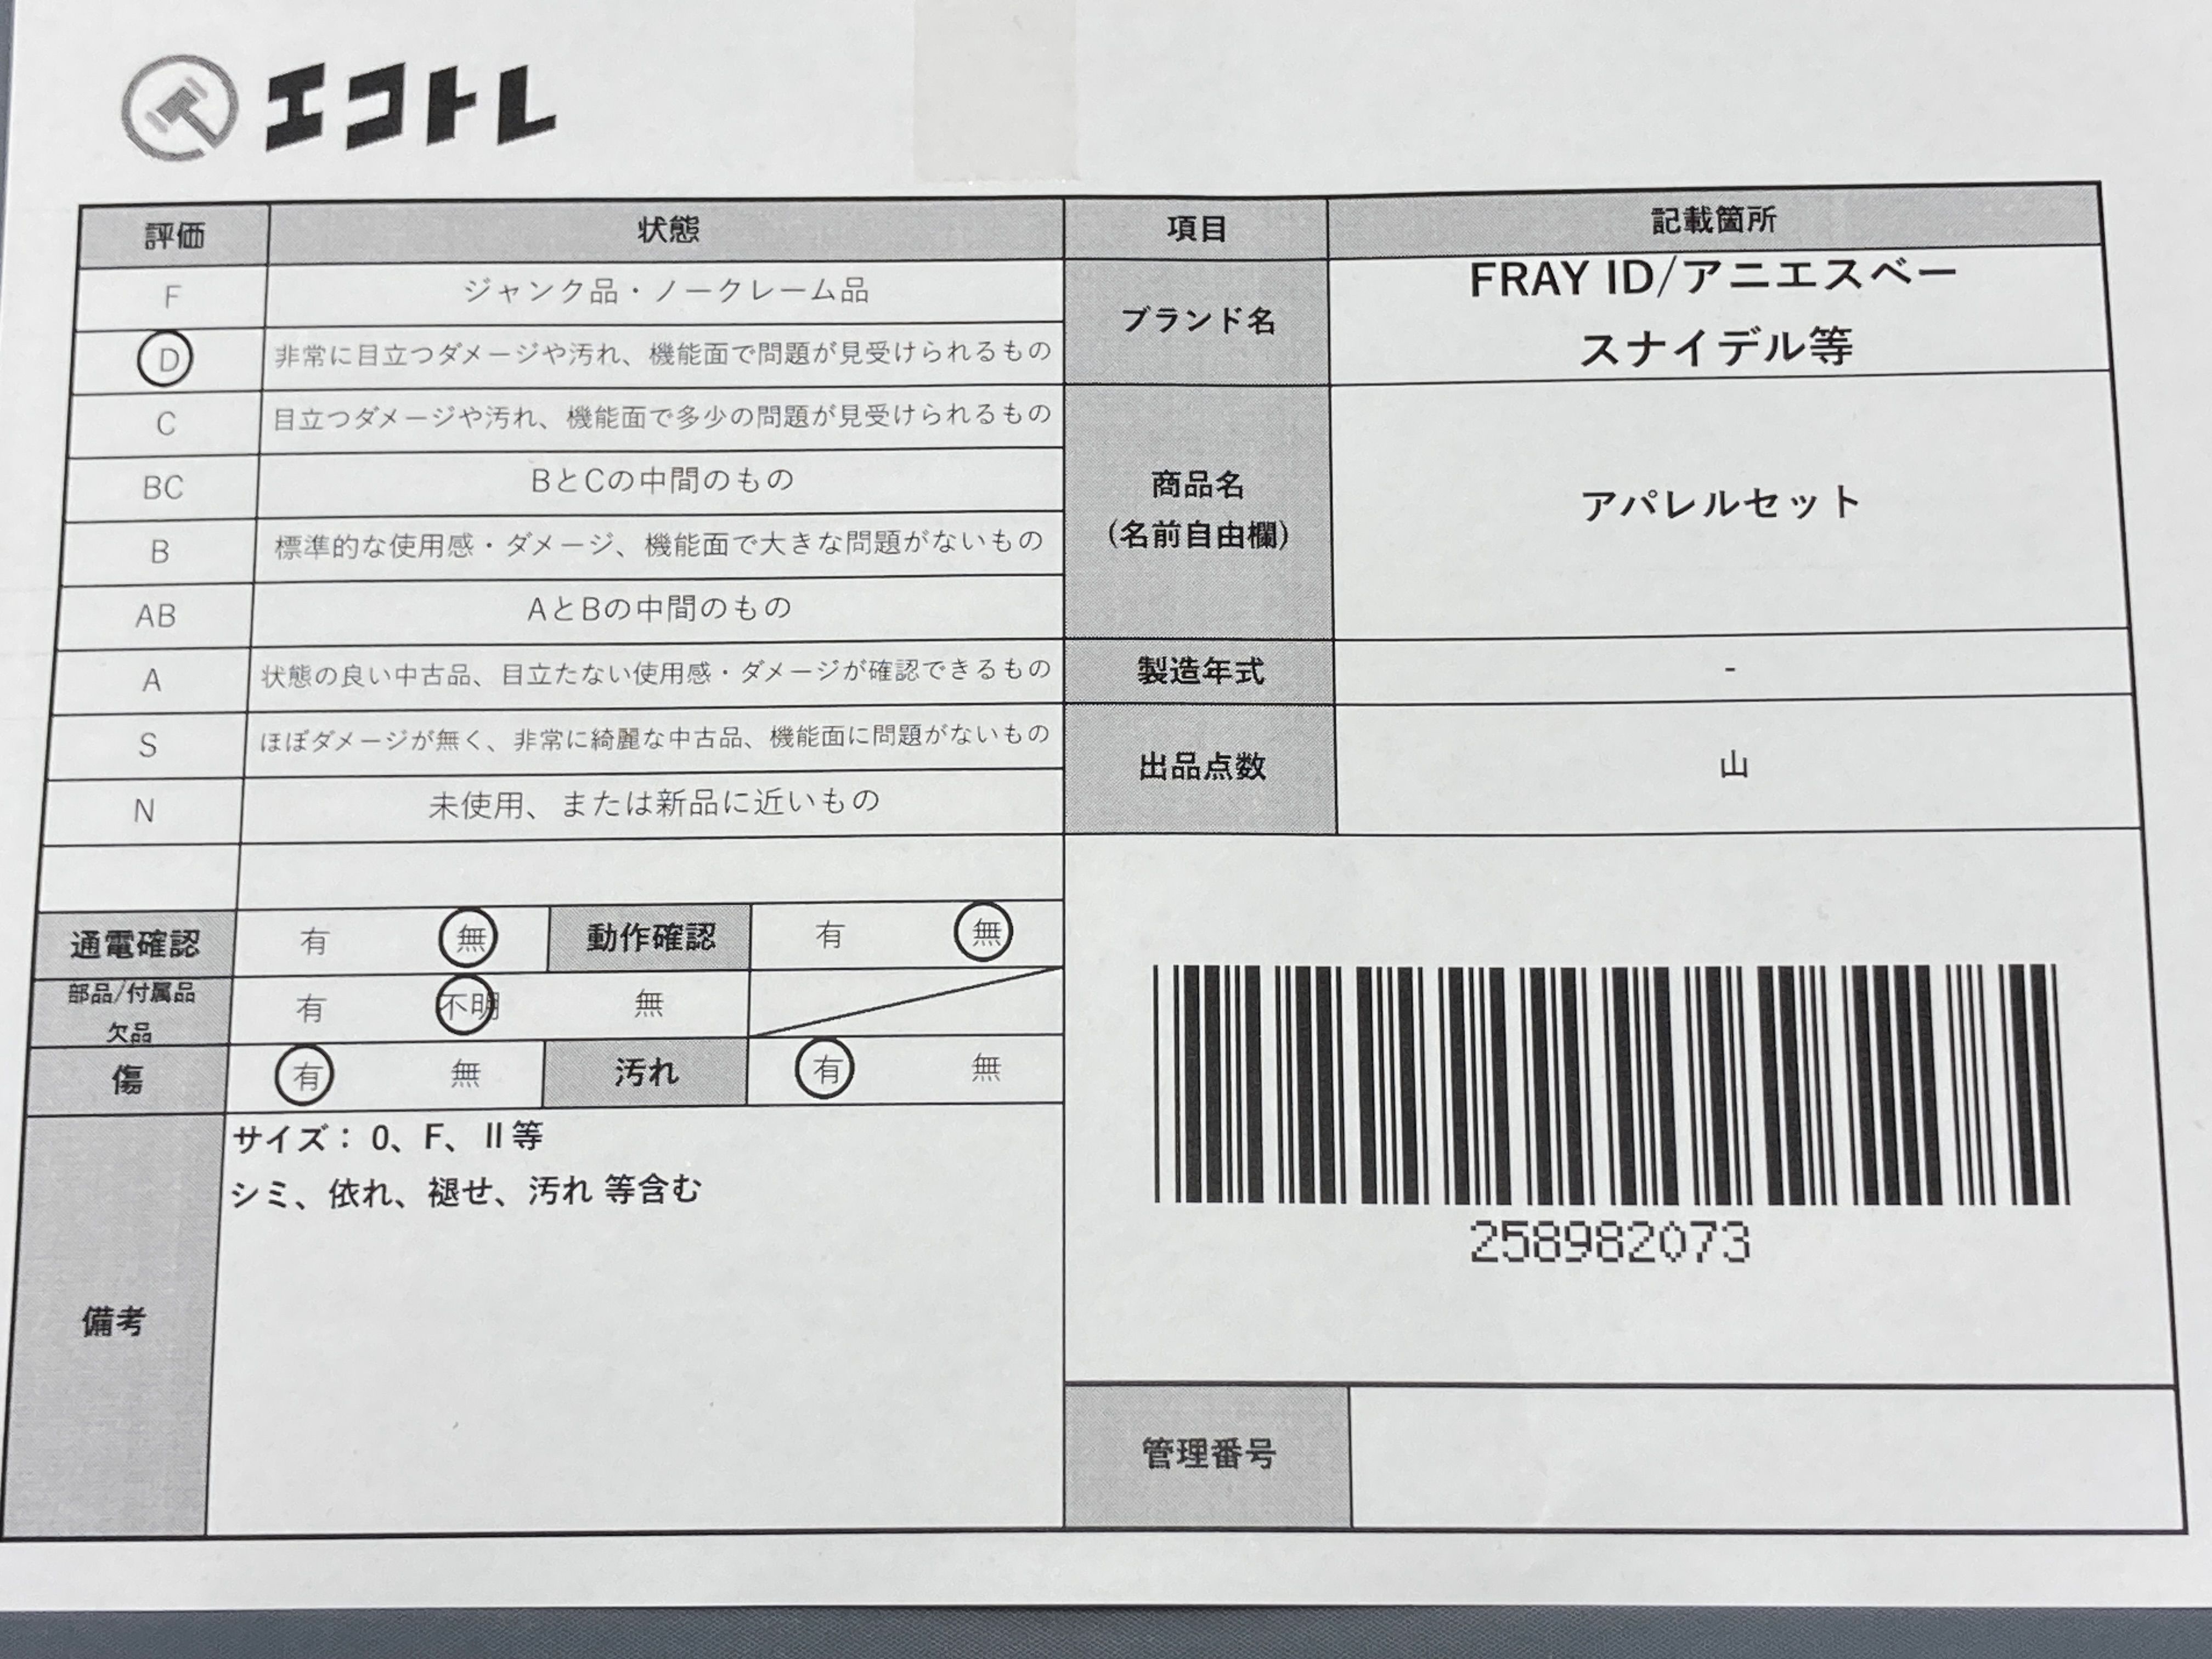 エコトレ
評価 状態 項目 記載箇所
F ジャンク品・ノークレーム品
D 非常に目立つダメージや汚れ、機能面で問題が見受けられるもの
C 目立つダメージや汚れ、機能面で多少の問題が見受けられるもの
BC BとCの中間のもの
B 標準的な使用感・ダメージ、機能面で大きな問題がないもの
AB AとBの中間のもの
A 状態の良い中古品、目立たない使用感・ダメージが確認できるもの
S ほぼダメージが無く、非常に綺麗な中古品、機能面に問題がないもの
N 未使用、または新品に近いもの
ブランド名
FRAY ID/アニエスベー
スナイデル等
商品名
(名前自由欄)
アパレルセット
製造年式 -
出品点数 山
通電確認 有 無 動作確認 有 無
部品/付属品
欠品
有 不明 無
傷 有 無 汚れ 有 無
備考
サイズ： 0、F、Ⅱ等
シミ、依れ、褪せ、汚れ 等含む
258982073
管理番号